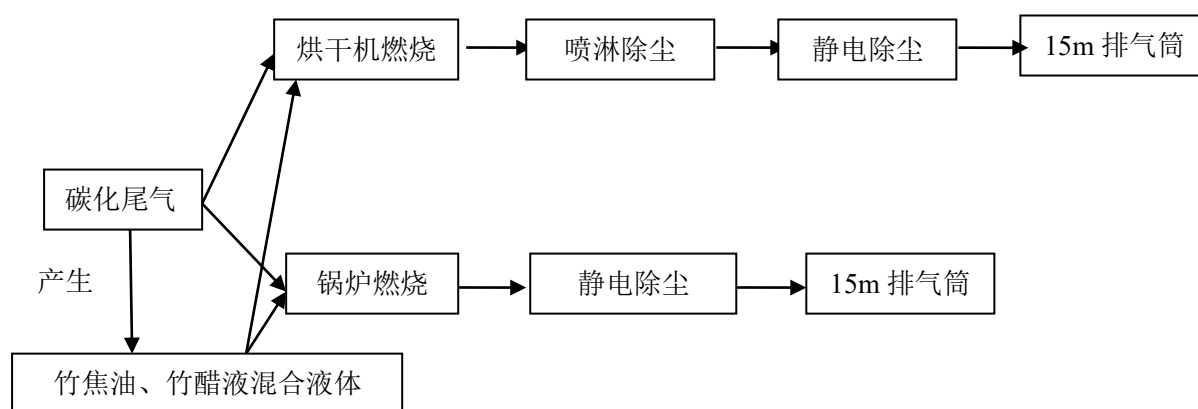 烘干机燃烧
喷淋除尘
静电除尘
15m 排气筒
碳化尾气
产生
锅炉燃烧
静电除尘
15m 排气筒
竹焦油、竹醋液混合液体